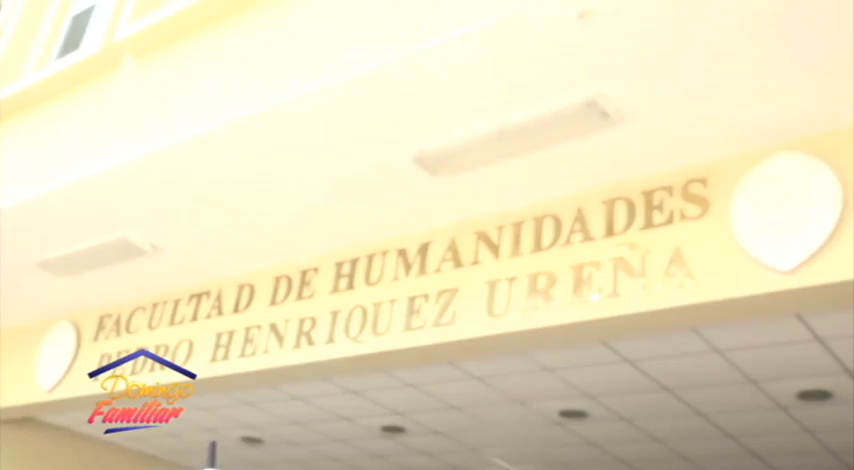 FACULTAD DE HUMANIDADES
PEDRO HENRIQUEZ UREÑA
Domingo
Familiar